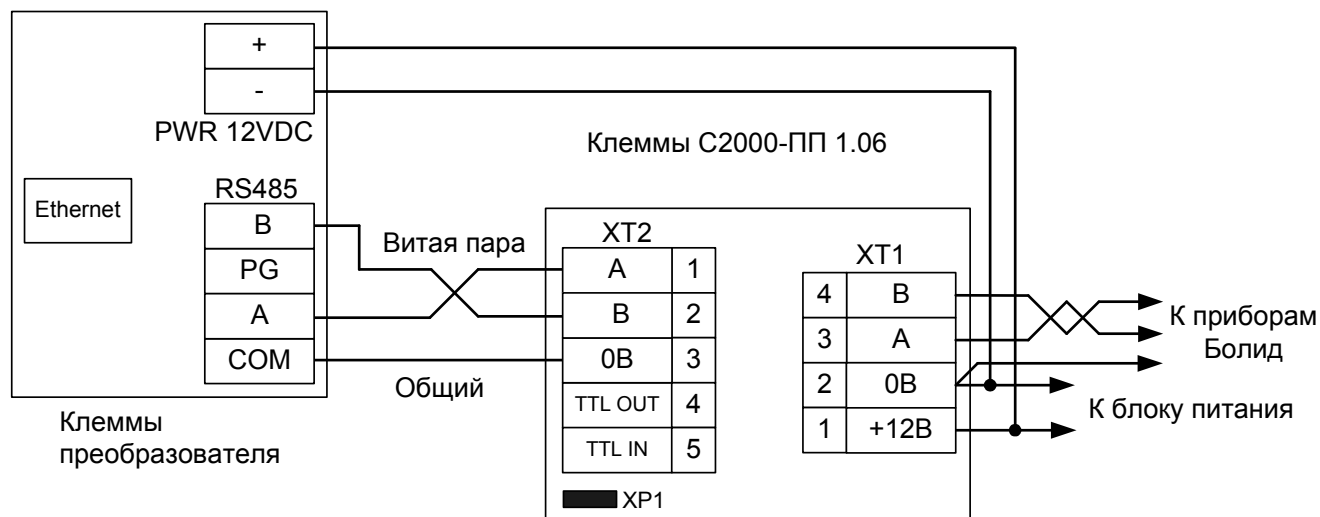 +
-
PWR 12VDC
Клеммы С2000-ПП 1.06
Ethernet
RS485
B
PG
A
COM
Витая пара
Общий
Клеммы
преобразователя
XT2
A 1
B 2
0В 3
TTL OUT 4
TTL IN 5
XP1
XT1
4 B
3 A
2 0В
1 +12В
К приборам
Болид
К блоку питания